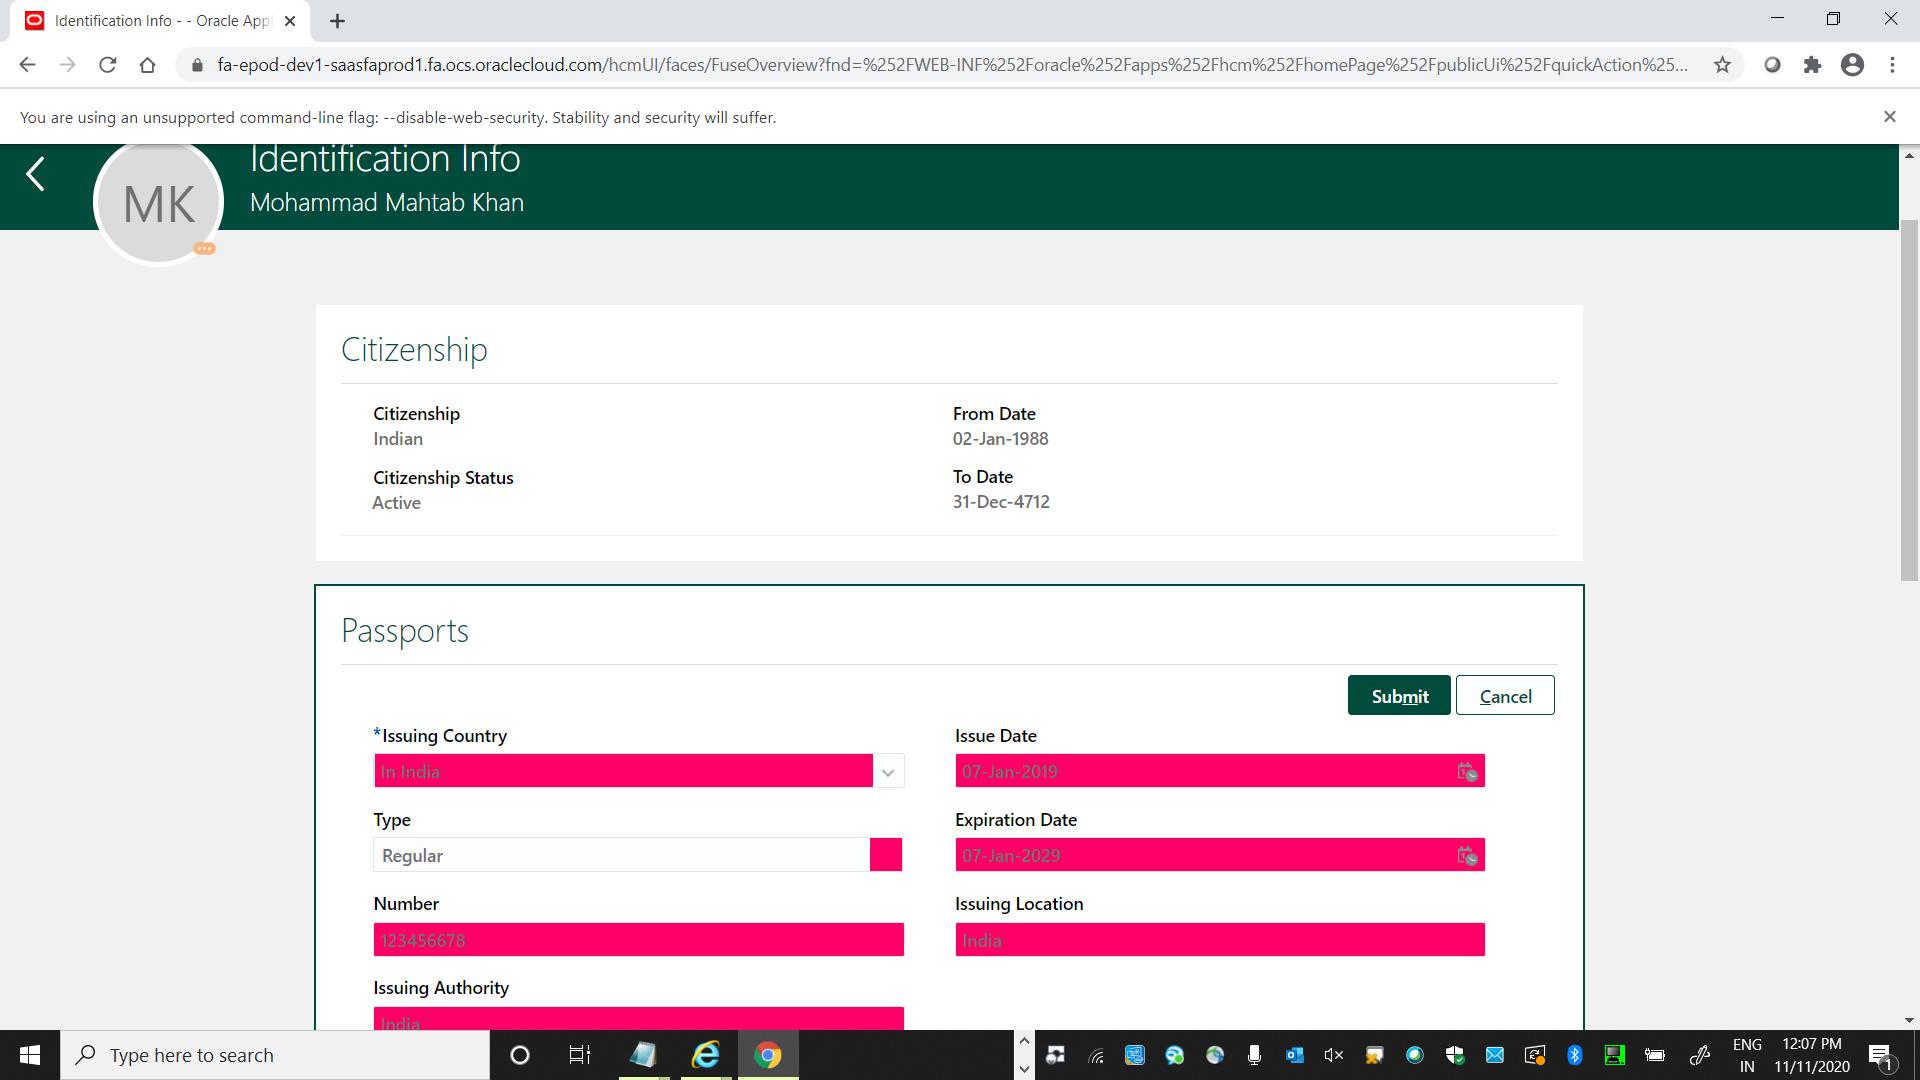 Identification Info - - Oracle Appl
fa-epod-dev1-saasfaprod1.fa.ocs.oraclecloud.com/hcmUI/faces/FuseOverview?fnd=%252FWEB-INF%252Foracle%252Fapps%252Fhcm%252FhomePage%252FpublicUi%252FquickAction%25...
You are using an unsupported command-line flag: --disable-web-security. Stability and security will suffer.
Identification Info
MK
Mohammad Mahtab Khan
Citizenship
Citizenship
From Date
Indian
02-Jan-1988
Citizenship Status
To Date
Active
31-Dec-4712
Passports
Submit
Cancel
*Issuing Country
Issue Date
In India
07-Jan-2019
Type
Expiration Date
Regular
07-Jan-2029
Number
Issuing Location
123456678
India
Issuing Authority
India
Type here to search
ENG
IN
12:07 PM
11/11/2020
1